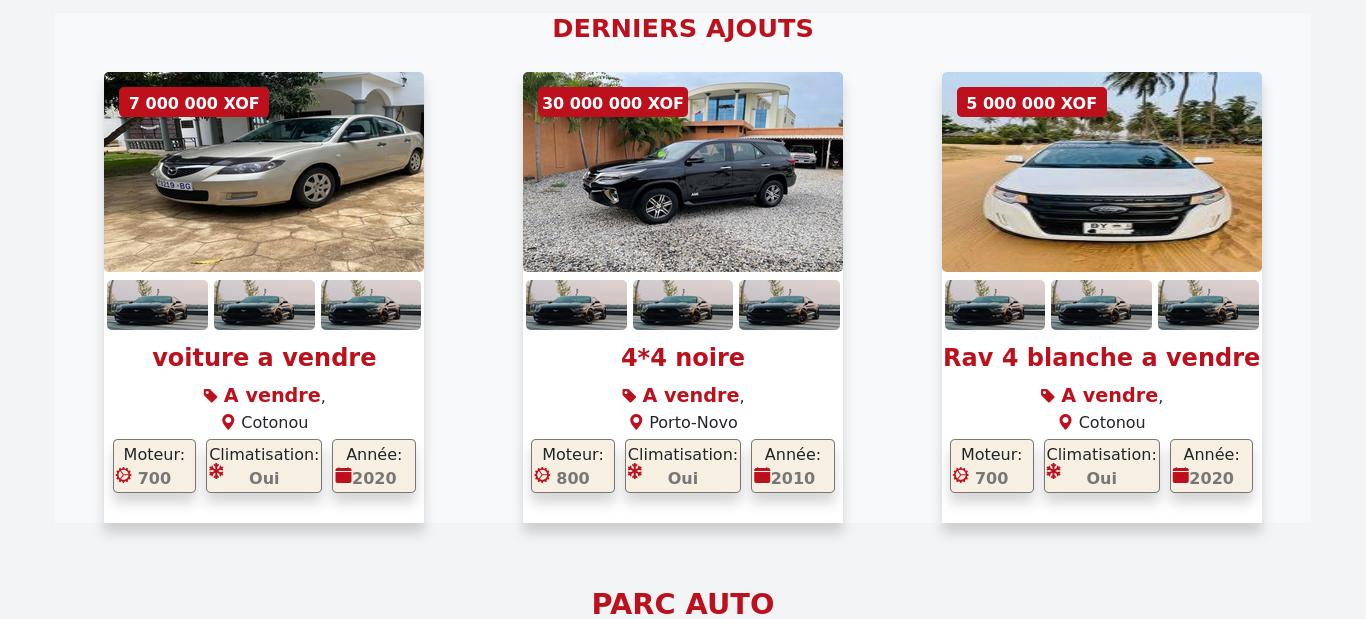 DERNIERS AJOUTS
7 000 000 XOF
30 000 000 XOF
5 000 000 XOF
voiture a vendre
A vendre,
Cotonou
Moteur:
700
Climatisation:
Oui
Année:
2020
4*4 noire
A vendre,
Porto-Novo
Moteur:
800
Climatisation:
Oui
Année:
2010
Rav 4 blanche a vendre
A vendre,
Cotonou
Moteur:
700
Climatisation:
Oui
Année:
2020
PARC AUTO